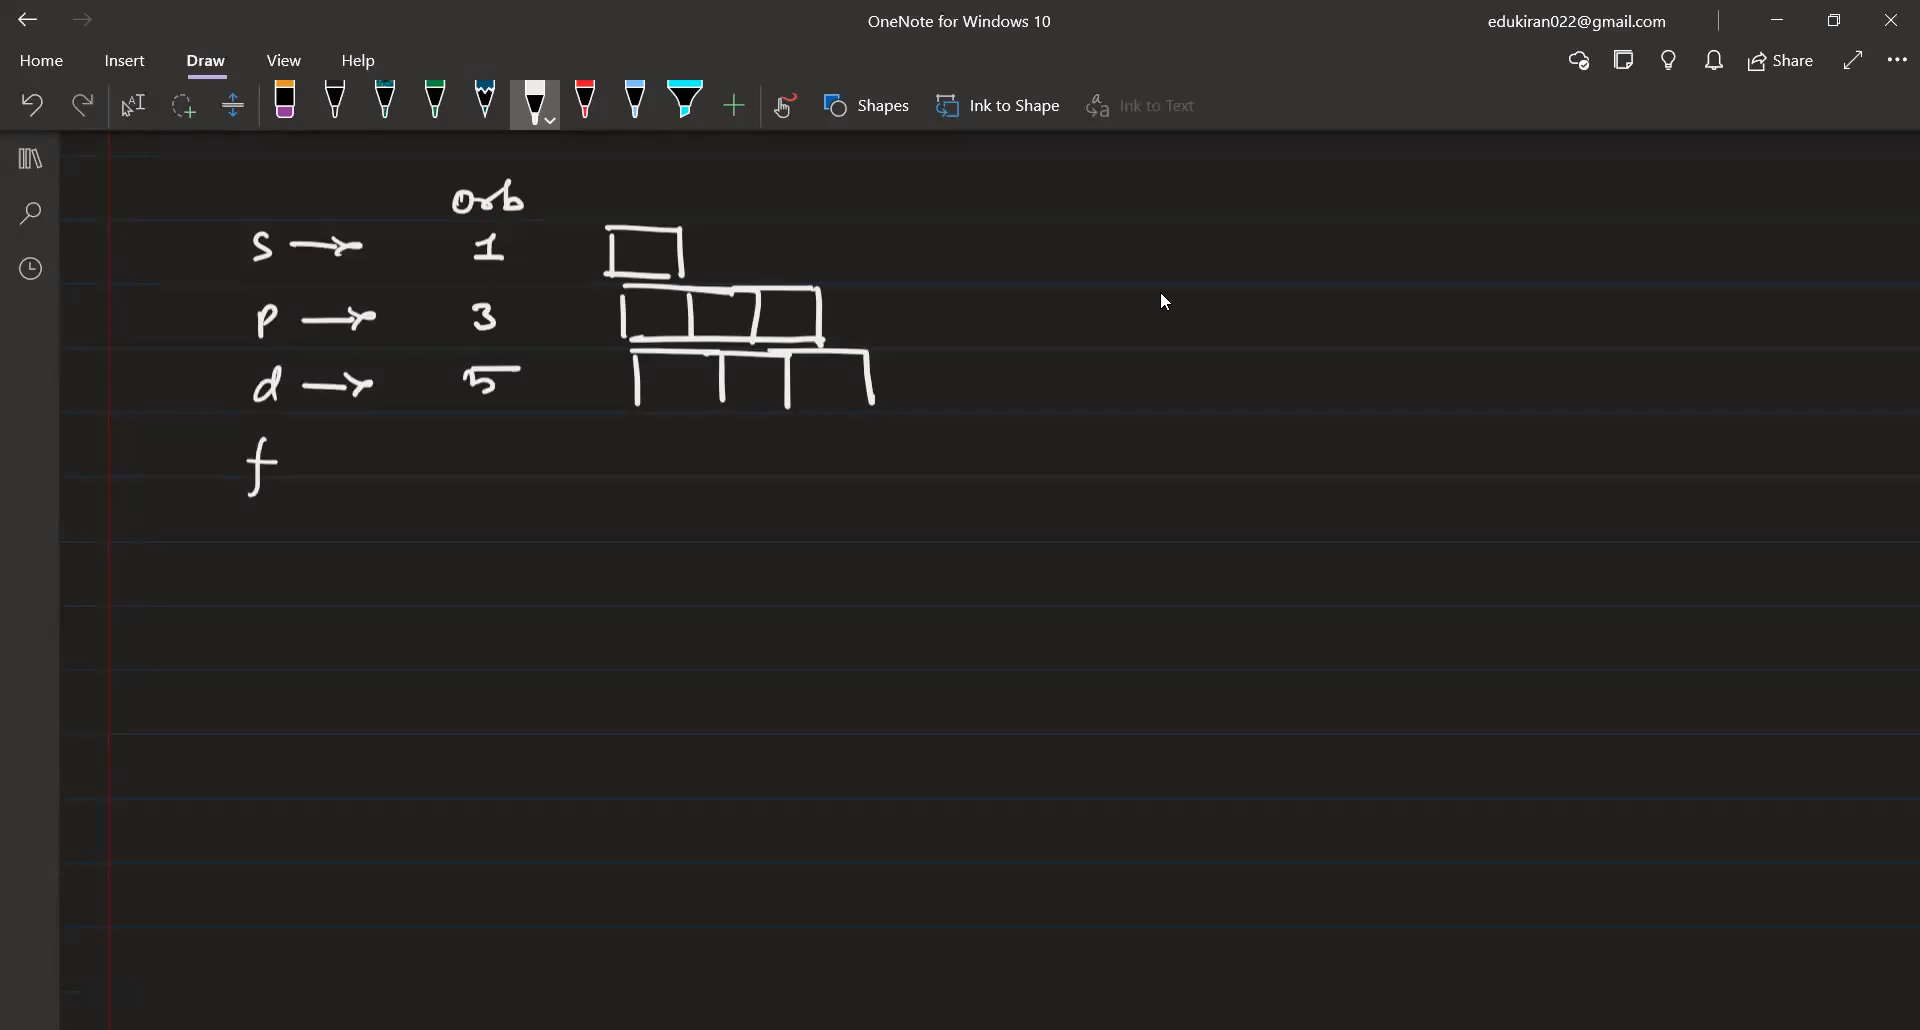 OneNote for Windows 10
edukiran022@gmail.com
Home Insert Draw View Help
Share
Shapes Ink to Shape Ink to Text
Orb
S → 1
P → 3
d → 5
f